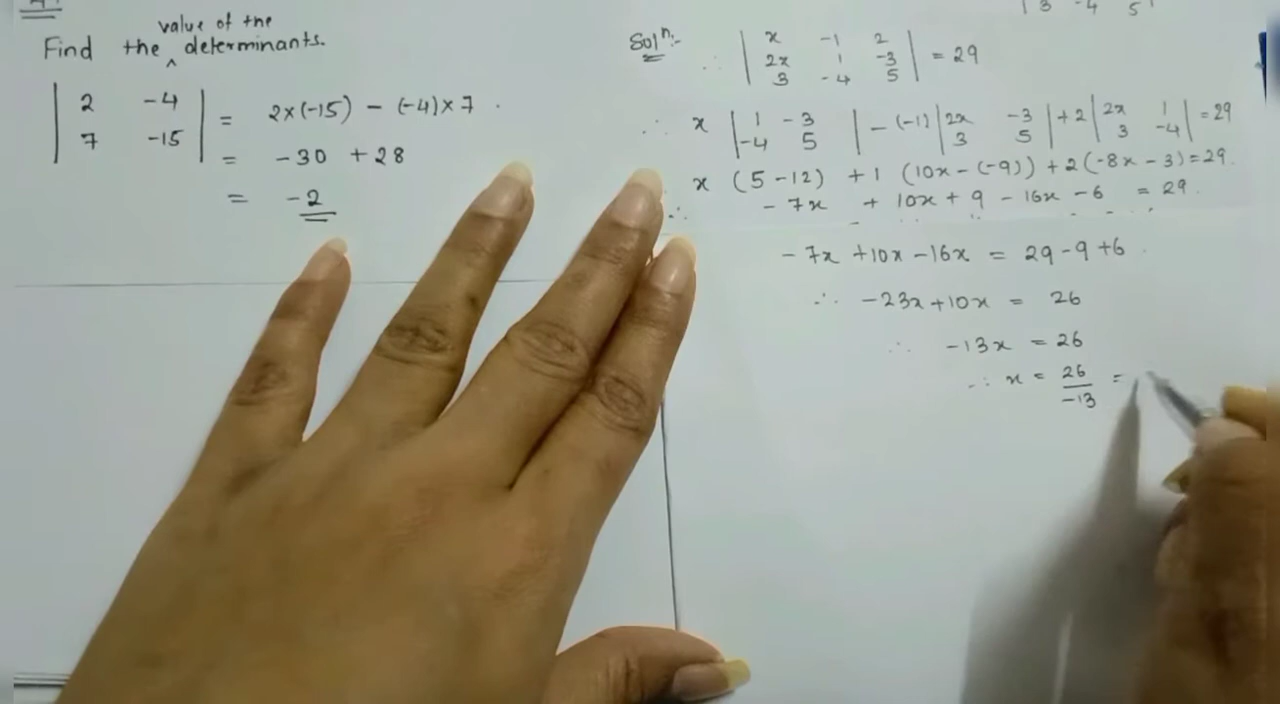 value of the
Find the ^ determinants.
| 2 -4 |
| 7 -15 | = 2×(-15) - (-4)×7 .
= -30 + 28
= -2
| 3 -4 5 |
Solⁿ:-
∴ | x -1 2 |
| 2x 1 -3 | = 29
| 3 -4 5 |
∴ x | 1 -3 | - (-1) | 2x -3 | + 2 | 2x 1 | = 29
| -4 5 | | 3 5 | | 3 -4 |
x (5-12) + 1 (10x - (-9)) + 2(-8x - 3) = 29.
∴ - 7x + 10x + 9 - 16x - 6 = 29.
- 7x + 10x - 16x = 29 - 9 + 6
∴ -23x + 10x = 26
∴ -13x = 26
∴ x = 26/-13 =